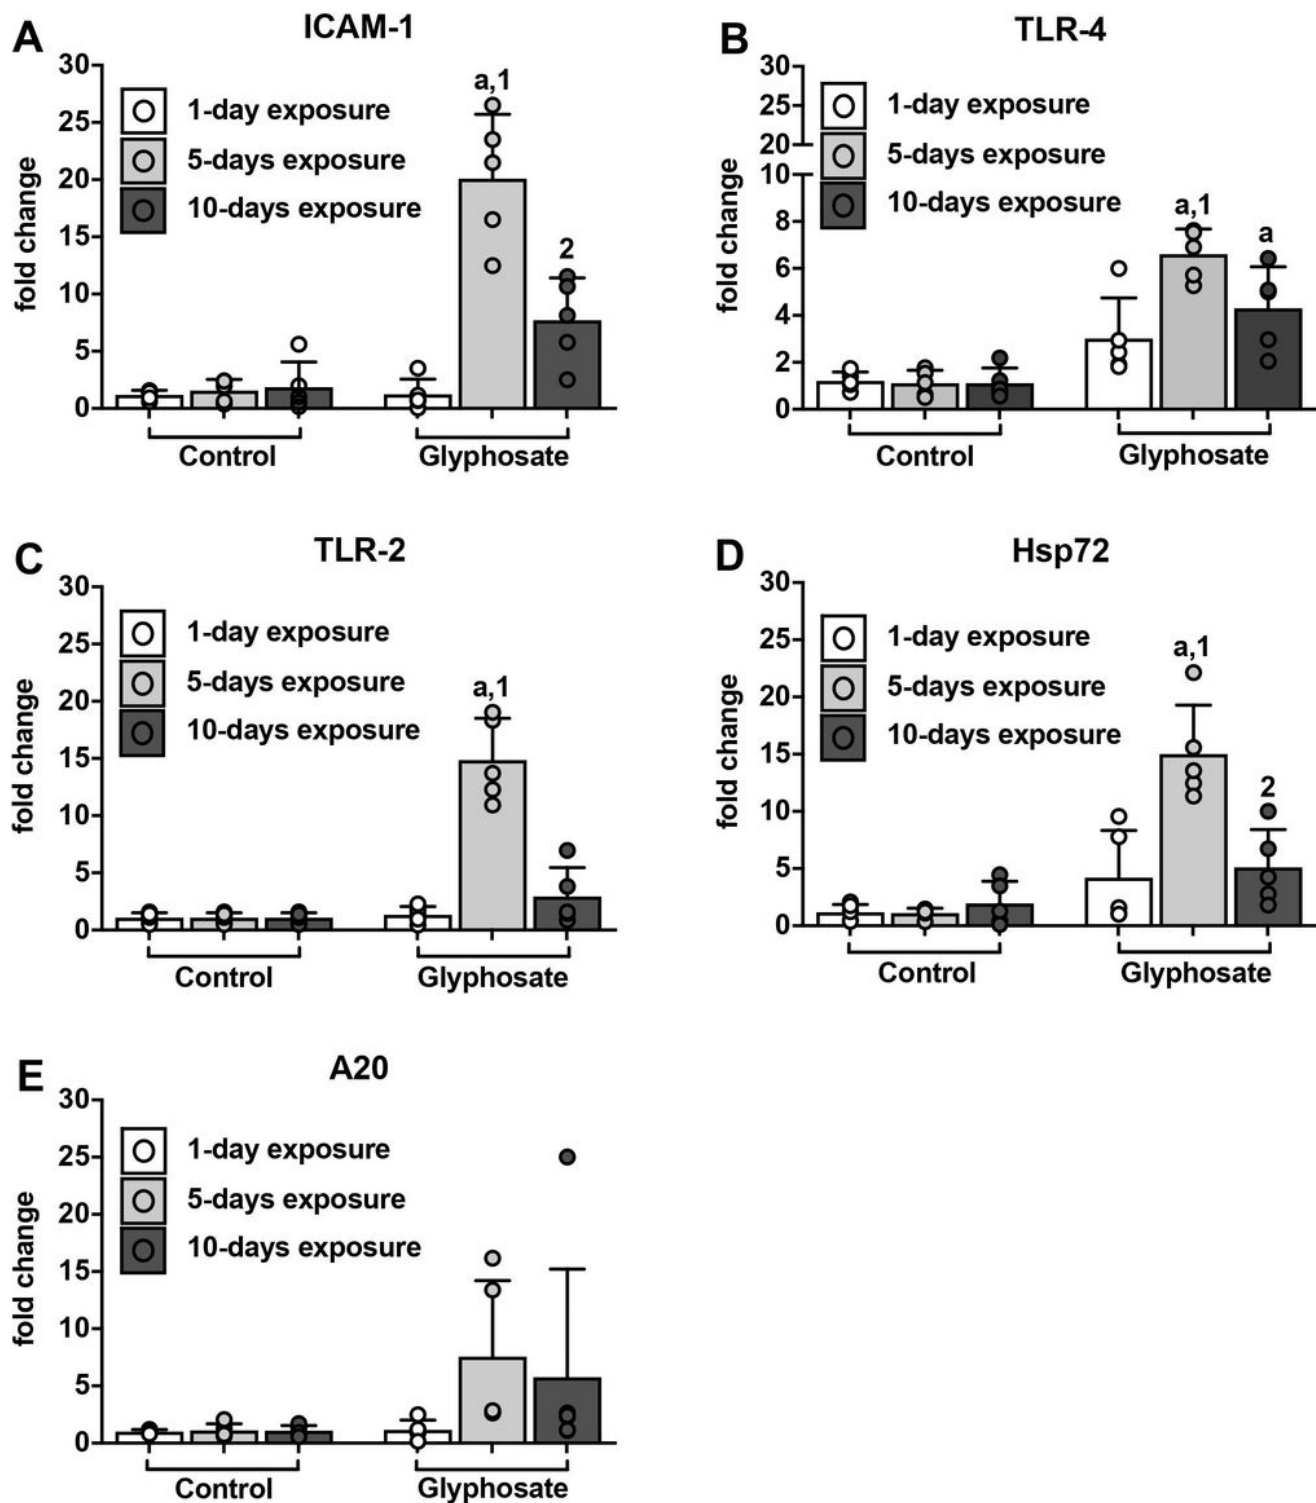 A
ICAM-1
fold change
30
25
20
15
10
5
0
1-day exposure
5-days exposure
10-days exposure
a,1
2
Control
Glyphosate
B
TLR-4
fold change
30
25
20
10
8
6
4
2
0
1-day exposure
5-days exposure
10-days exposure
a,1
a
Control
Glyphosate
C
TLR-2
fold change
30
25
20
15
10
5
0
1-day exposure
5-days exposure
10-days exposure
a,1
Control
Glyphosate
D
Hsp72
fold change
30
25
20
15
10
5
0
1-day exposure
5-days exposure
10-days exposure
a,1
2
Control
Glyphosate
E
A20
fold change
30
25
20
15
10
5
0
1-day exposure
5-days exposure
10-days exposure
Control
Glyphosate